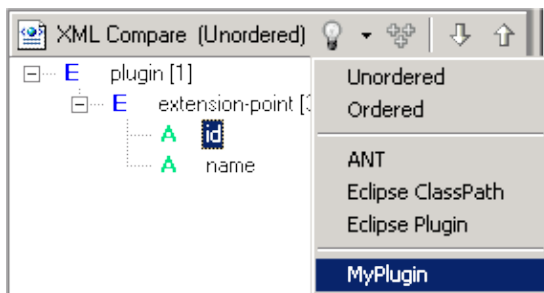 XML Compare (Unordered)
E plugin [1]
E extension-point [
A id
A name
Unordered
Ordered
ANT
Eclipse ClassPath
Eclipse Plugin
MyPlugin